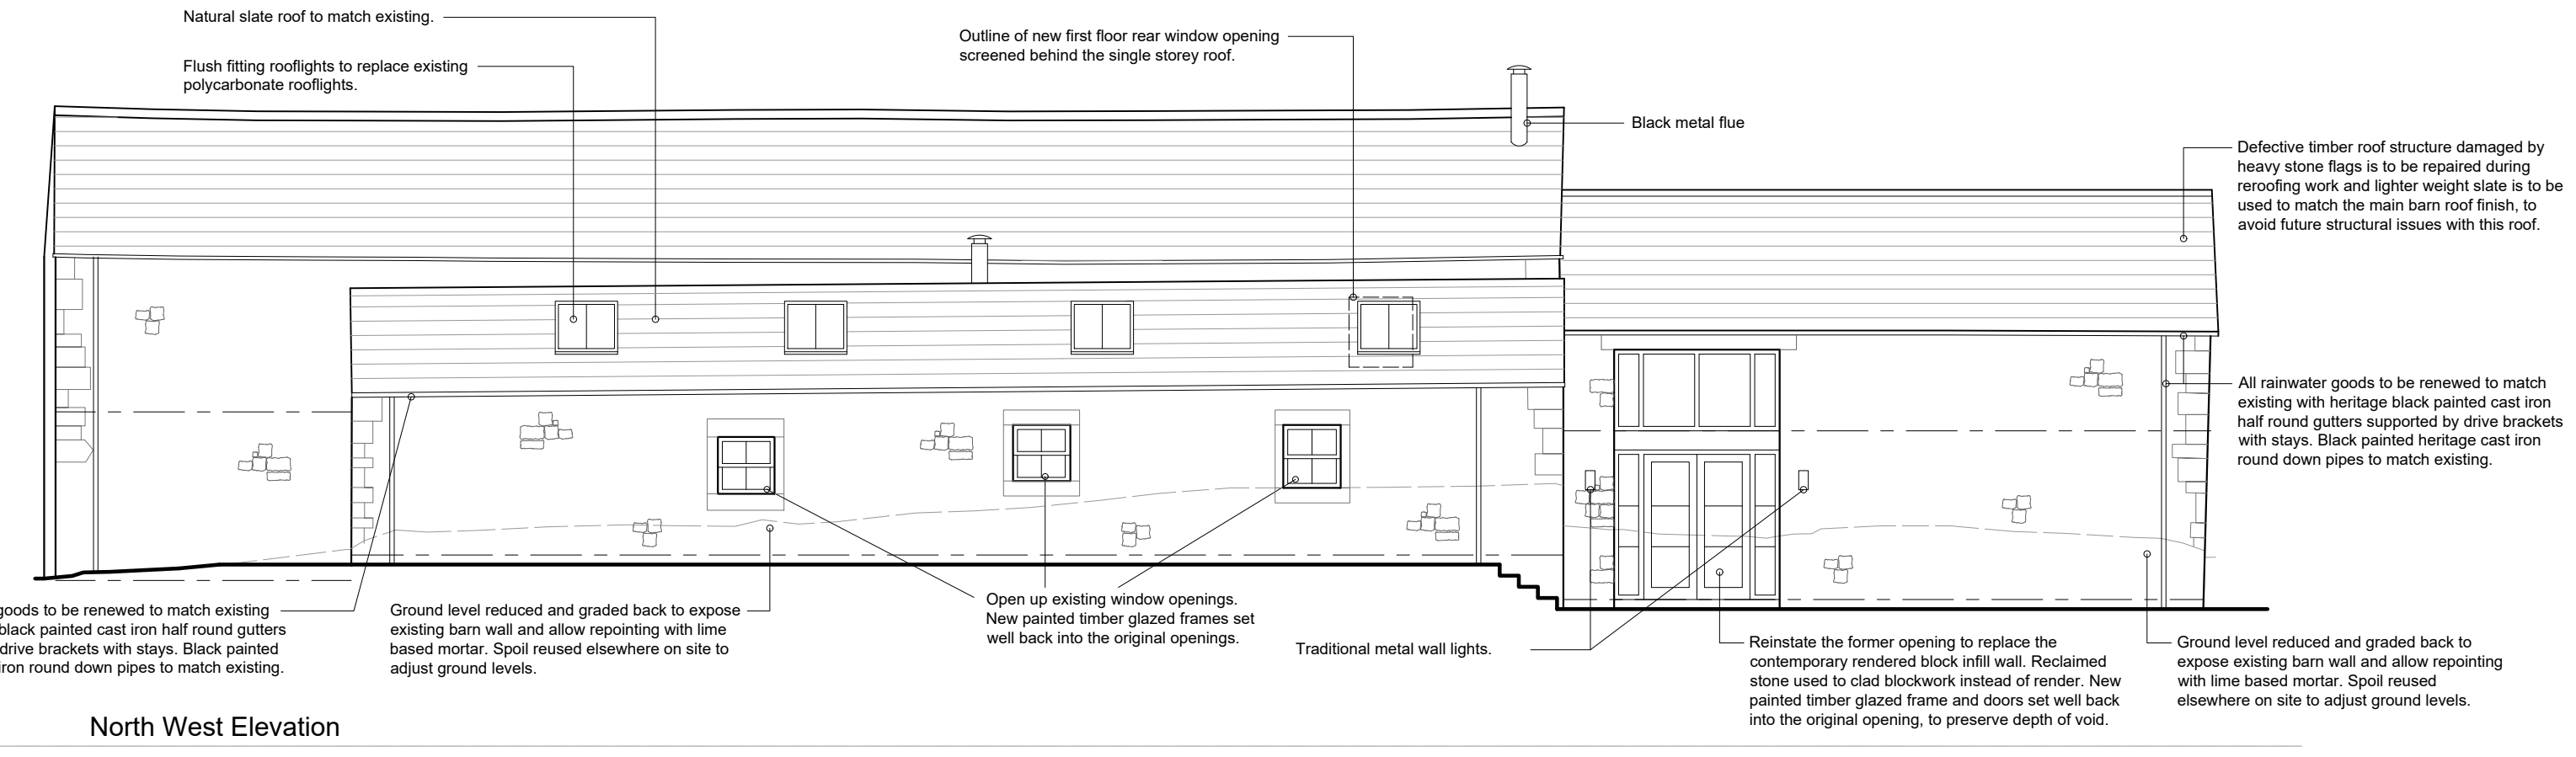 Natural slate roof to match existing.
Flush fitting rooflights to replace existing
polycarbonate rooflights.
Outline of new first floor rear window opening
screened behind the single storey roof.
Black metal flue
Defective timber roof structure damaged by
heavy stone flags is to be repaired during
reroofing work and lighter weight slate is to be
used to match the main barn roof finish, to
avoid future structural issues with this roof.
All rainwater goods to be renewed to match
existing with heritage black painted cast iron
half round gutters supported by drive brackets
with stays. Black painted heritage cast iron
round down pipes to match existing.
goods to be renewed to match existing
black painted cast iron half round gutters
drive brackets with stays. Black painted
iron round down pipes to match existing.
Ground level reduced and graded back to expose
existing barn wall and allow repointing with lime
based mortar. Spoil reused elsewhere on site to
adjust ground levels.
Open up existing window openings.
New painted timber glazed frames set
well back into the original openings.
Traditional metal wall lights.
Reinstate the former opening to replace the
contemporary rendered block infill wall. Reclaimed
stone used to clad blockwork instead of render. New
painted timber glazed frame and doors set well back
into the original opening, to preserve depth of void.
Ground level reduced and graded back to
expose existing barn wall and allow repointing
with lime based mortar. Spoil reused
elsewhere on site to adjust ground levels.
North West Elevation